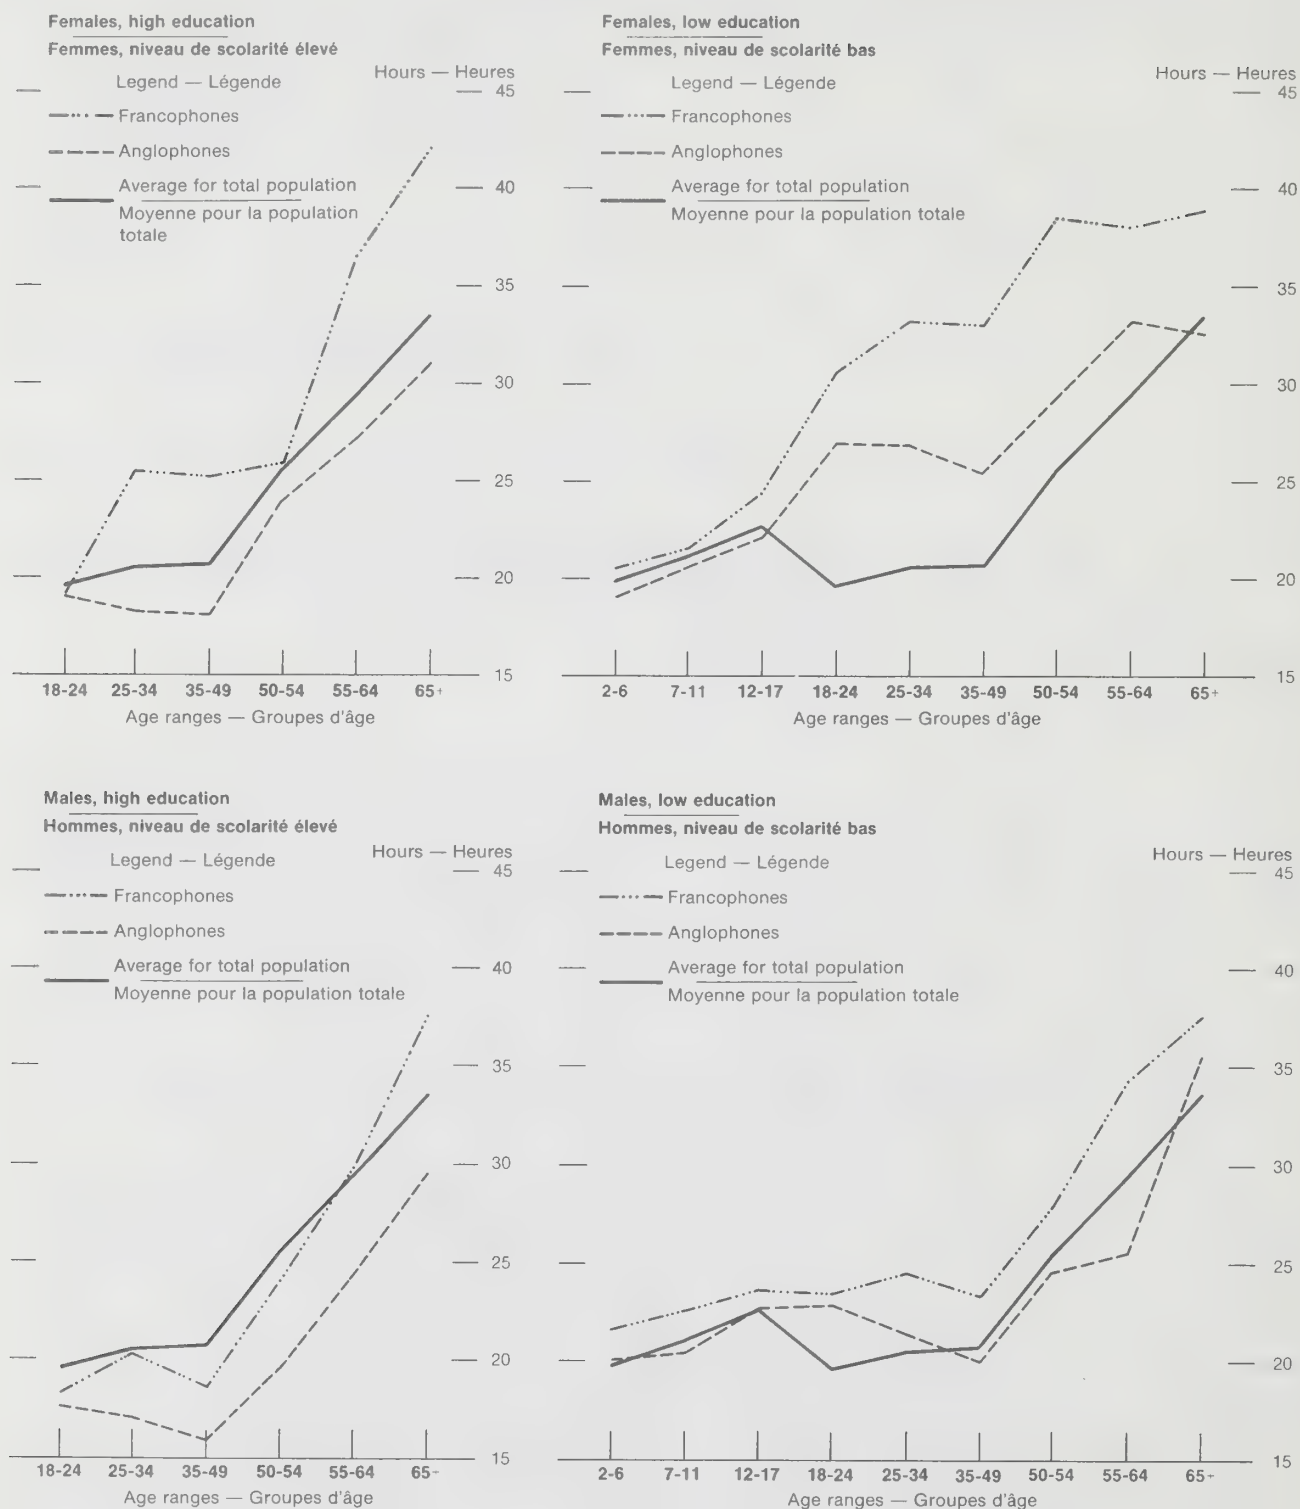 Females, high education
Femmes, niveau de scolarité élevé
Legend — Légende
Hours — Heures
Francophones
Anglophones
Average for total population
Moyenne pour la population
totale
45
40
35
30
25
20
15
18-24 25-34 35-49 50-54 55-64 65+
Age ranges — Groupes d'âge
Females, low education
Femmes, niveau de scolarité bas
Legend — Légende
Hours — Heures
Francophones
Anglophones
Average for total population
Moyenne pour la population totale
45
40
35
30
25
20
15
2-6 7-11 12-17 18-24 25-34 35-49 50-54 55-64 65+
Age ranges — Groupes d'âge
Males, high education
Hommes, niveau de scolarité élevé
Legend — Légende
Hours — Heures
Francophones
Anglophones
Average for total population
Moyenne pour la population totale
45
40
35
30
25
20
15
18-24 25-34 35-49 50-54 55-64 65+
Age ranges — Groupes d'âge
Males, low education
Hommes, niveau de scolarité bas
Legend — Légende
Hours — Heures
Francophones
Anglophones
Average for total population
Moyenne pour la population totale
45
40
35
30
25
20
15
2-6 7-11 12-17 18-24 25-34 35-49 50-54 55-64 65+
Age ranges — Groupes d'âge